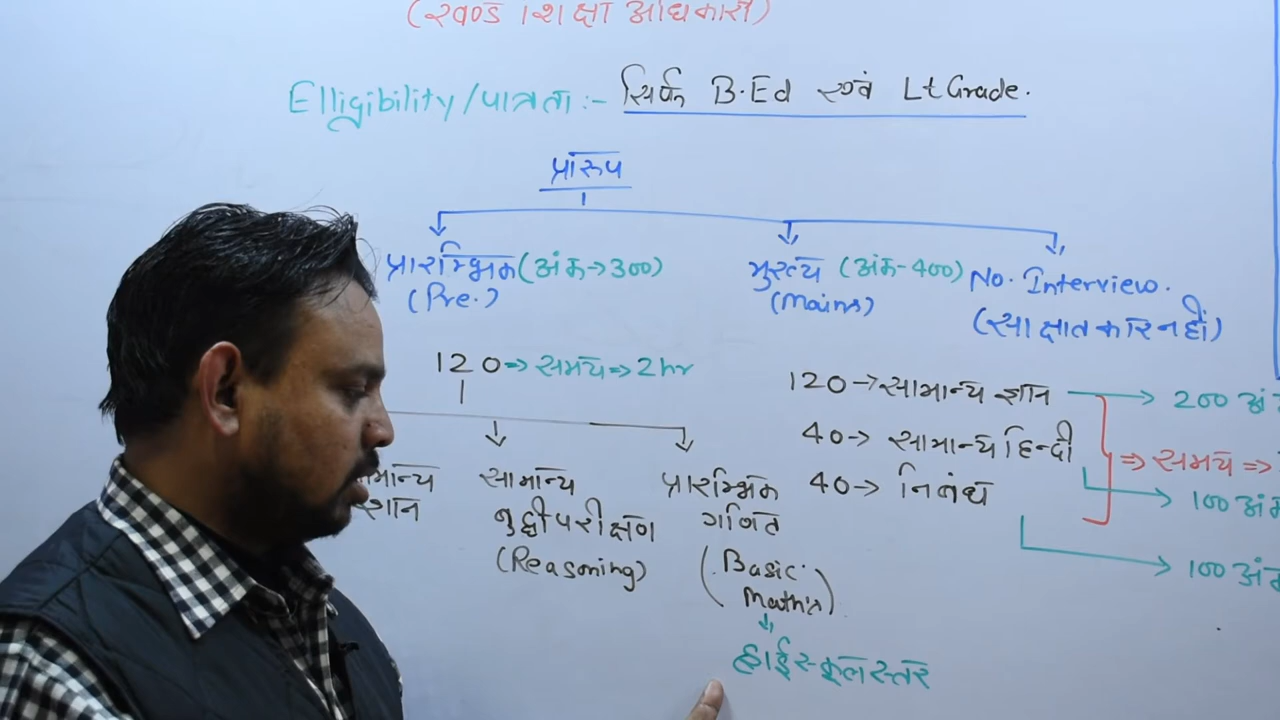 (खण्ड शिक्षा अधिकारी)
Elligibility/पात्रता :- सिर्फ B.Ed एवं Lt Grade.
प्रारूप
प्रारम्भिक (अंक→300)
(Pre.)
मुख्य (अंक-400)
(Mains)
No. Interview.
(साक्षात्कार नहीं)
120 ⇒ समय ⇒ 2hr
सामान्य
बुद्धी परीक्षण
(Reasoning)
प्रारम्भिक
गणित
(Basic
Math's)
हाईस्कूल स्तर
120 → सामान्य ज्ञान → 200
40 → सामान्य हिन्दी → 100
40 → निबंध → 100
⇒ समय ⇒